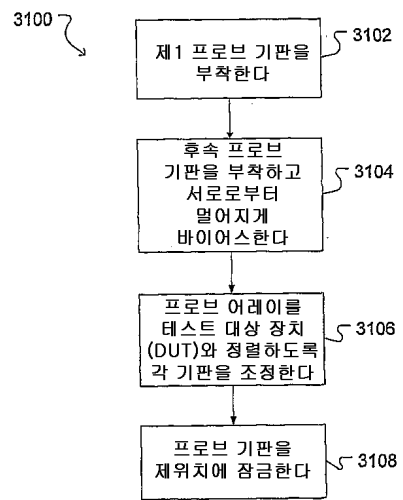 3100
제1 프로브 기판을
부착한다
3102
후속 프로브
기판을 부착하고
서로로부터
멀어지게
바이어스한다
3104
프로브 어레이를
테스트 대상 장치
(DUT)와 정렬하도록
각 기판을 조정한다
3106
프로브 기판을
제위치에 잠금한다
3108